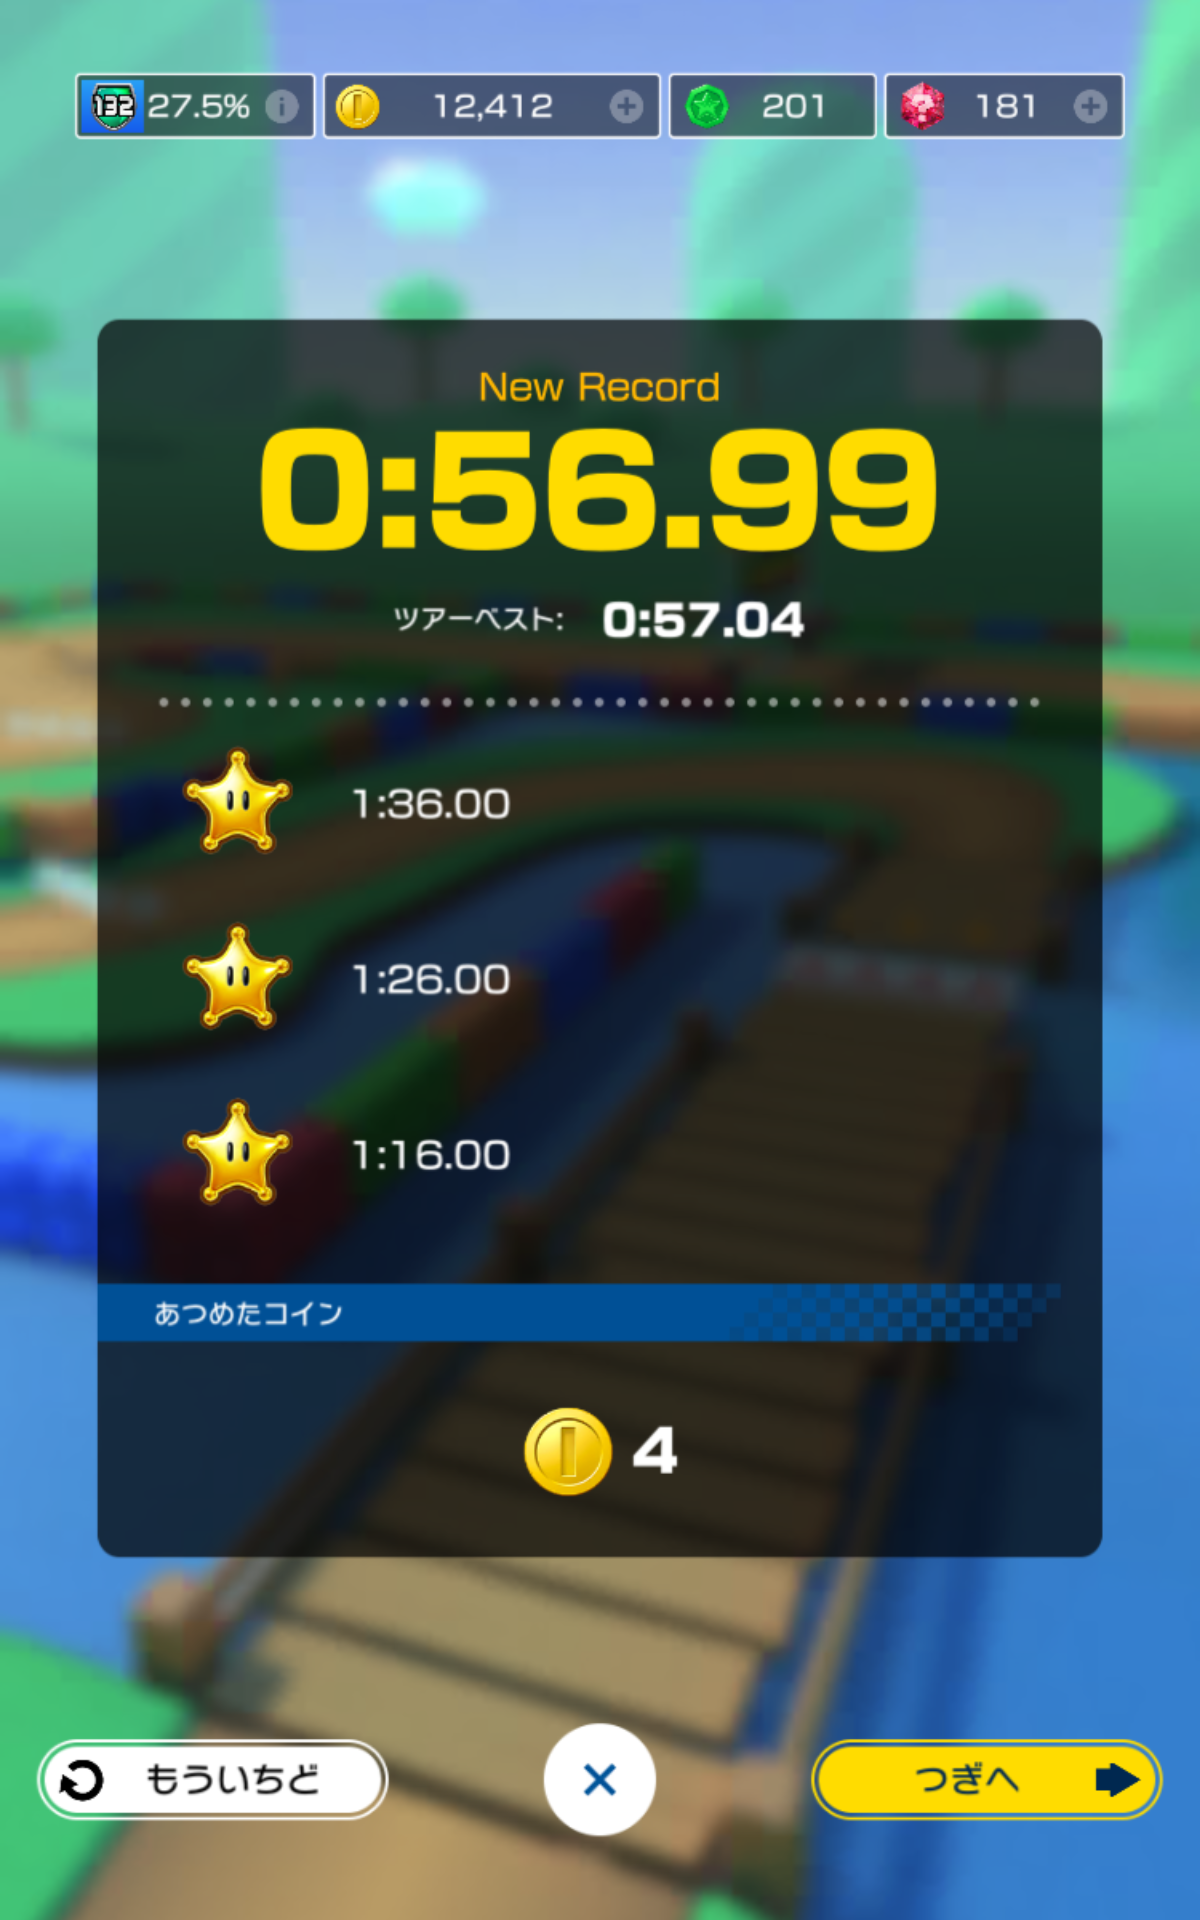 132 27.5% i 12,412 + 201 181 +
New Record
0:56.99
ツアーベスト: 0:57.04
1:36.00
1:26.00
1:16.00
あつめたコイン
4
もういちど × つぎへ